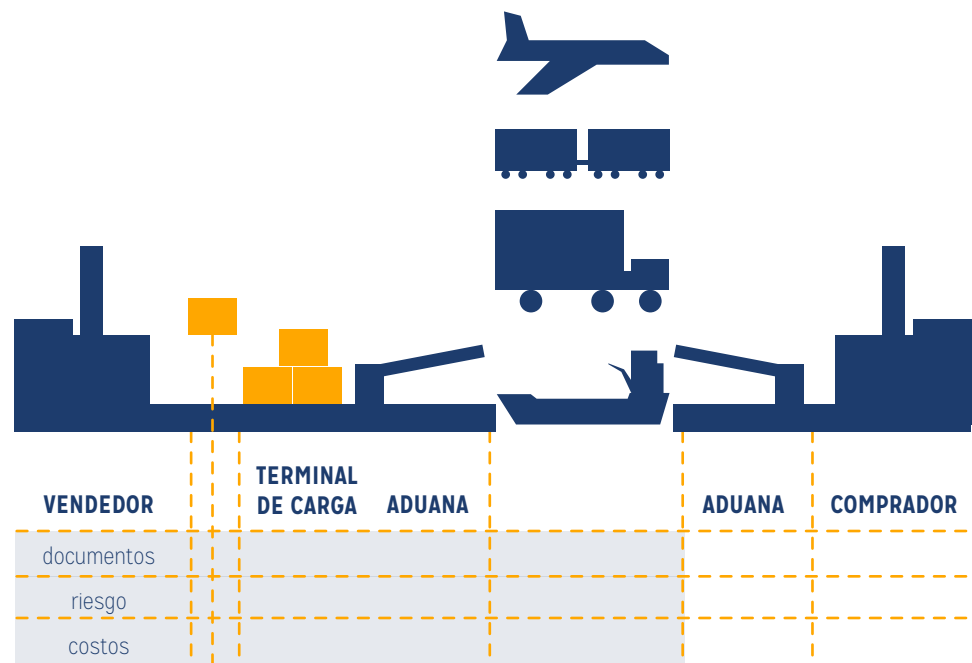 VENDEDOR
TERMINAL
DE CARGA
ADUANA
ADUANA
COMPRADOR
documentos
riesgo
costos